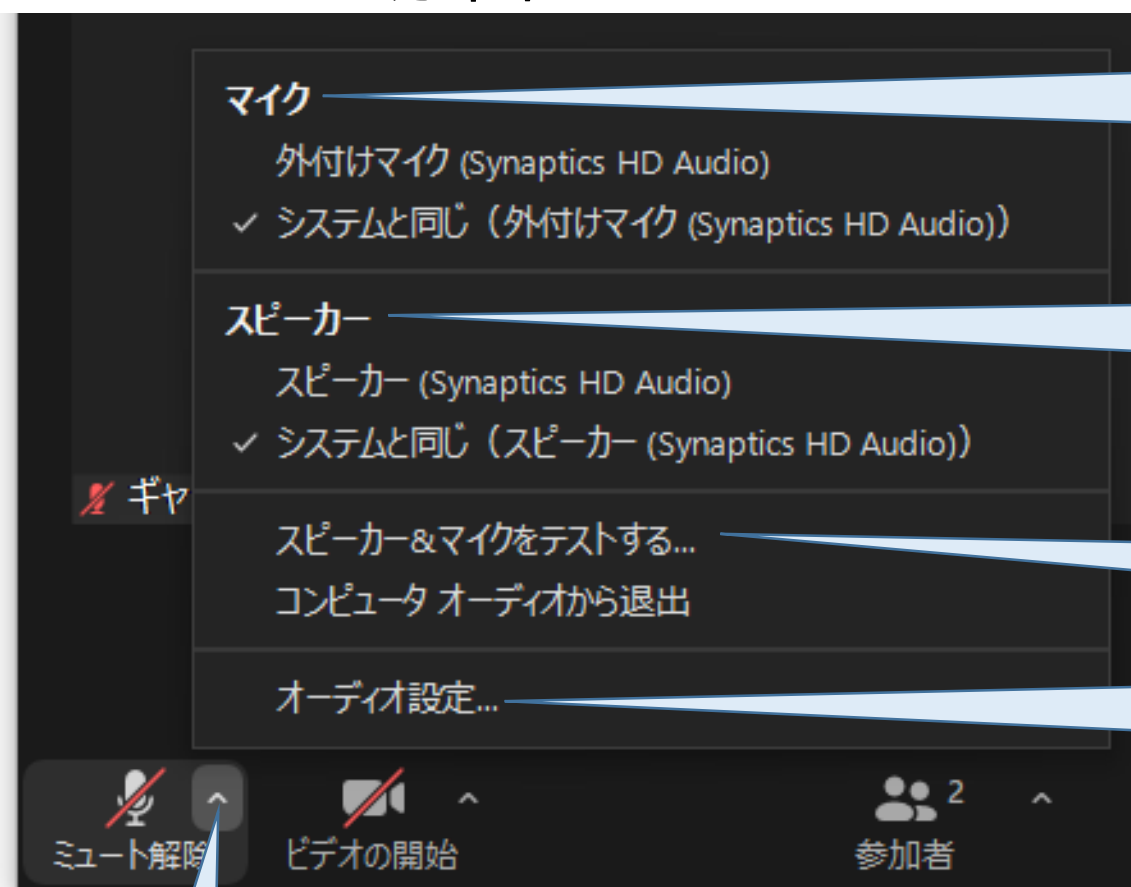 マイク
外付けマイク (Synaptics HD Audio)
✓ システムと同じ（外付けマイク (Synaptics HD Audio)）
スピーカー
スピーカー (Synaptics HD Audio)
✓ システムと同じ（スピーカー (Synaptics HD Audio)）
ギャ
スピーカー&マイクをテストする...
コンピュータ オーディオから退出
オーディオ設定...
2
ミュート解除
ビデオの開始
参加者